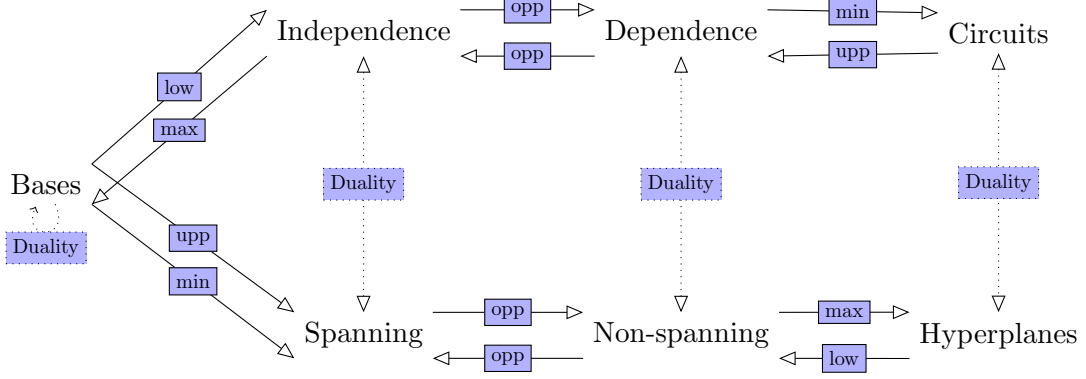 opp
opp
Independence
Dependence
min
upp
Circuits
low
max
Bases
Duality
Duality
Duality
Duality
upp
min
Spanning
opp
opp
Non-spanning
max
low
Hyperplanes